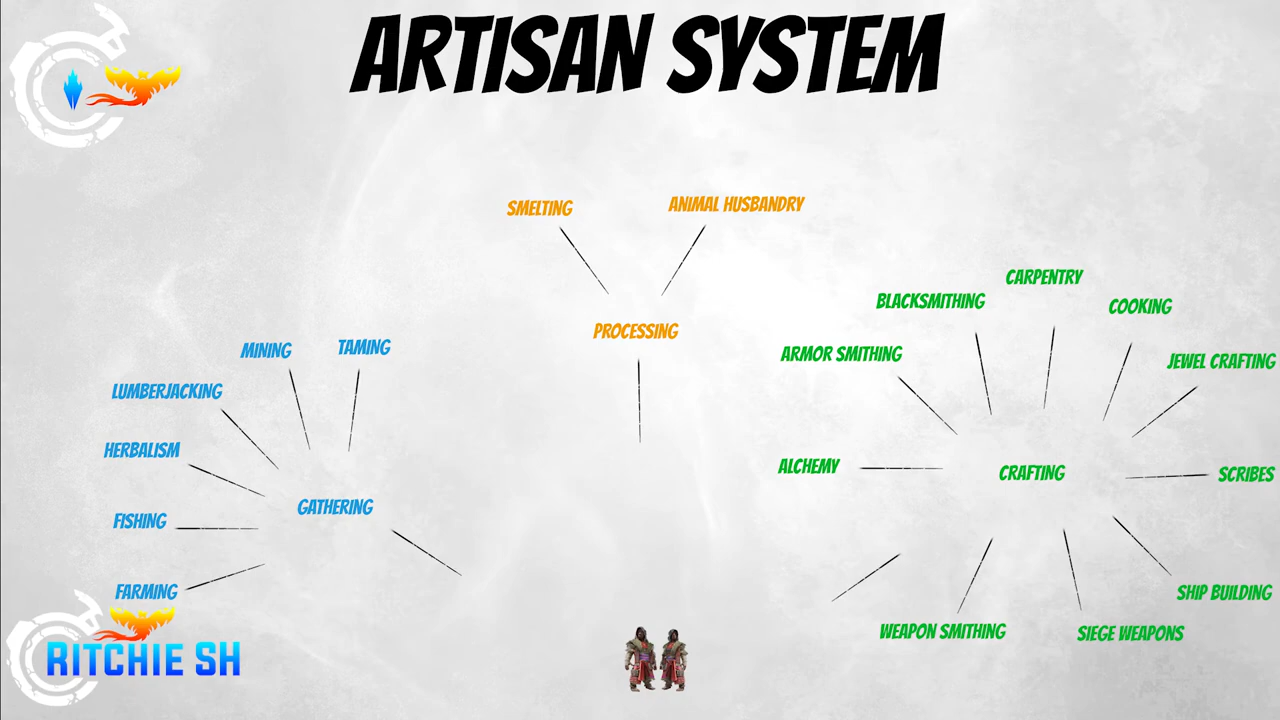 ARTISAN SYSTEM
SMELTING
ANIMAL HUSBANDRY
PROCESSING
MINING
TAMING
LUMBERJACKING
HERBALISM
GATHERING
FISHING
FARMING
CARPENTRY
BLACKSMITHING
COOKING
ARMOR SMITHING
JEWEL CRAFTING
ALCHEMY
CRAFTING
SCRIBES
SHIP BUILDING
WEAPON SMITHING
SIEGE WEAPONS
RITCHIE SH